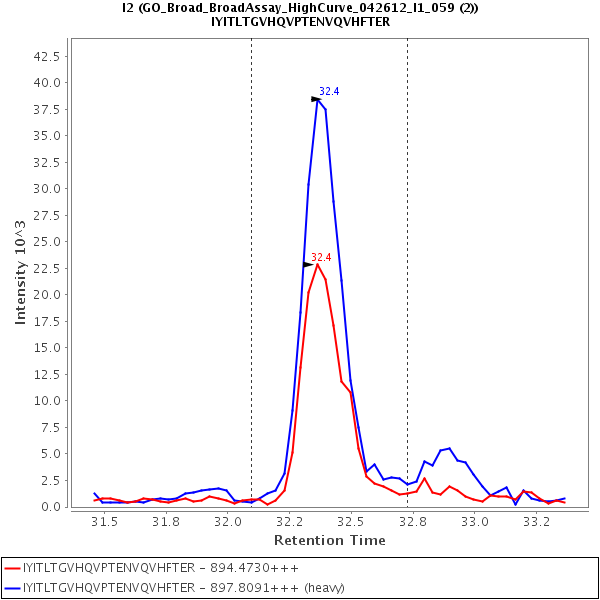 I2 (GO_Broad_BroadAssay_HighCurve_042612_I1_059 (2))
IYITLTGVHQVPTENVQVHFTER
42.5
40.0
37.5
35.0
32.5
30.0
27.5
25.0
22.5
20.0
17.5
15.0
12.5
10.0
7.5
5.0
2.5
0.0
Intensity 10^3
32.4
32.4
31.5 31.8 32.0 32.2 32.5 32.8 33.0 33.2
Retention Time
IYITLTGVHQVPTENVQVHFTER - 894.4730+++
IYITLTGVHQVPTENVQVHFTER - 897.8091+++ (heavy)